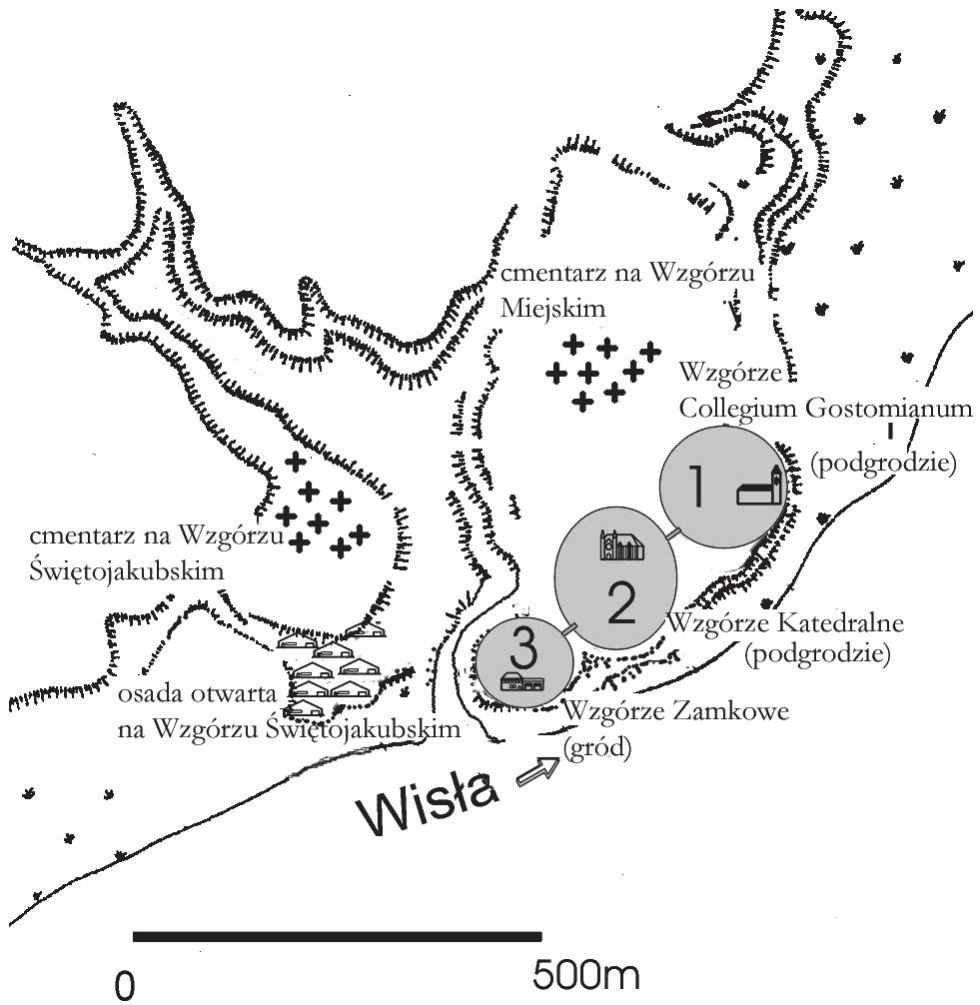 cmentarz na Wzgórzu
Miejskim
Wzgórze
Collegium Gostomianum
(podgrodzie)
1
cmentarz na Wzgórzu
Świętojakubskim
2
Wzgórze Katedralne
(podgrodzie)
3
osada otwarta
na Wzgórzu Świętojakubskim
Wzgórze Zamkowe
(gród)
Wisła
0
500m